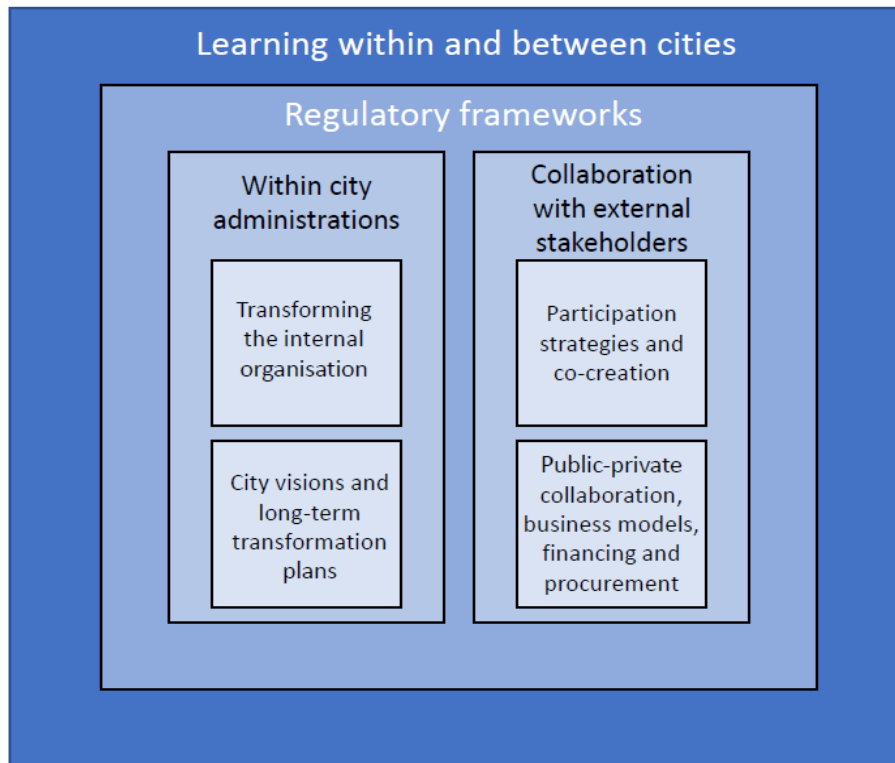 Learning within and between cities
Regulatory frameworks
Within city
administrations
Transforming
the internal
organisation
City visions and
long-term
transformation
plans
Collaboration
with external
stakeholders
Participation
strategies and
co-creation
Public-private
collaboration,
business models,
financing and
procurement